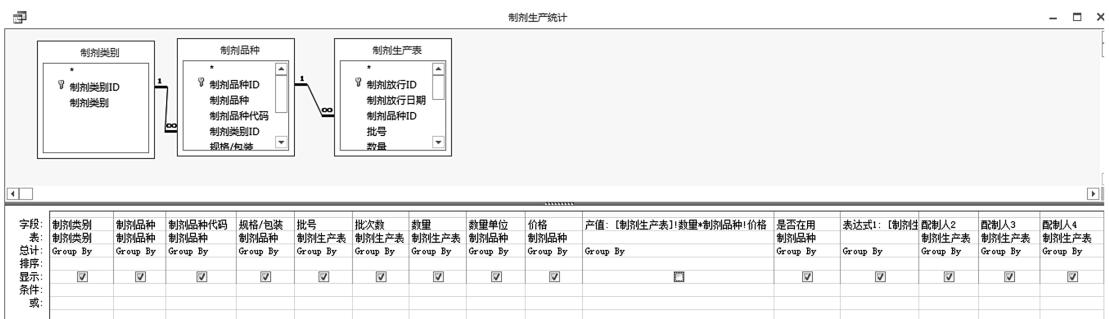 制剂生产统计
制剂类别
*
制剂类别ID
制剂类别
制剂品种
*
制剂品种ID
制剂品种
制剂品种代码
制剂类别ID
规格/包装
制剂生产表
*
制剂放行ID
制剂放行日期
制剂品种ID
批号
数量
1 ∞
1 ∞
字段: 制剂类别 制剂品种 制剂品种代码 规格/包装 批号 批次数 数量 数量单位 价格 产值: [制剂生产表]!数量*制剂品种!价格 是否在用 表达式1: [制剂生 配制人2 配制人3 配制人4
表: 制剂类别 制剂品种 制剂品种 制剂品种 制剂生产表 制剂生产表 制剂生产表 制剂品种 制剂品种 制剂品种 制剂生产表 制剂生产表 制剂生产表
总计: Group By Group By Group By Group By Group By Group By Group By Group By Group By Group By Group By Group By Group By Group By Group By
排序:
显示:
条件:
或: